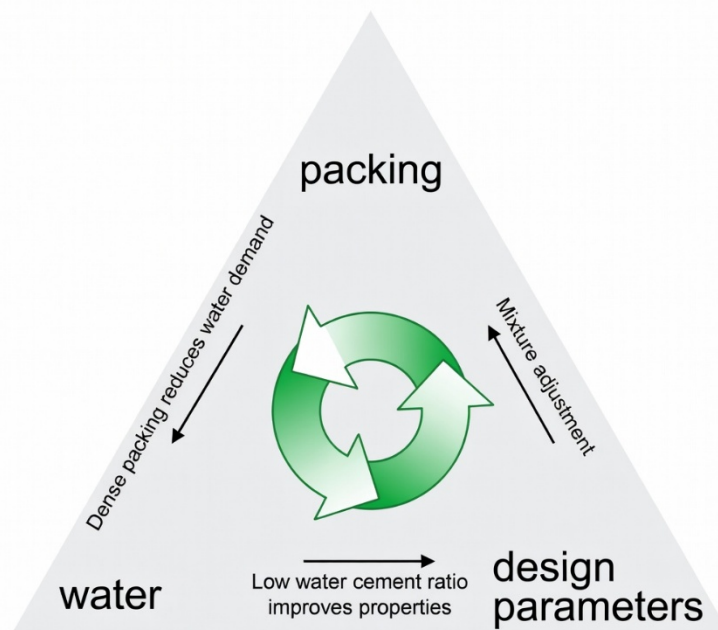 packing
Dense packing reduces water demand
Mixture adjustment
water
Low water cement ratio
improves properties
design
parameters